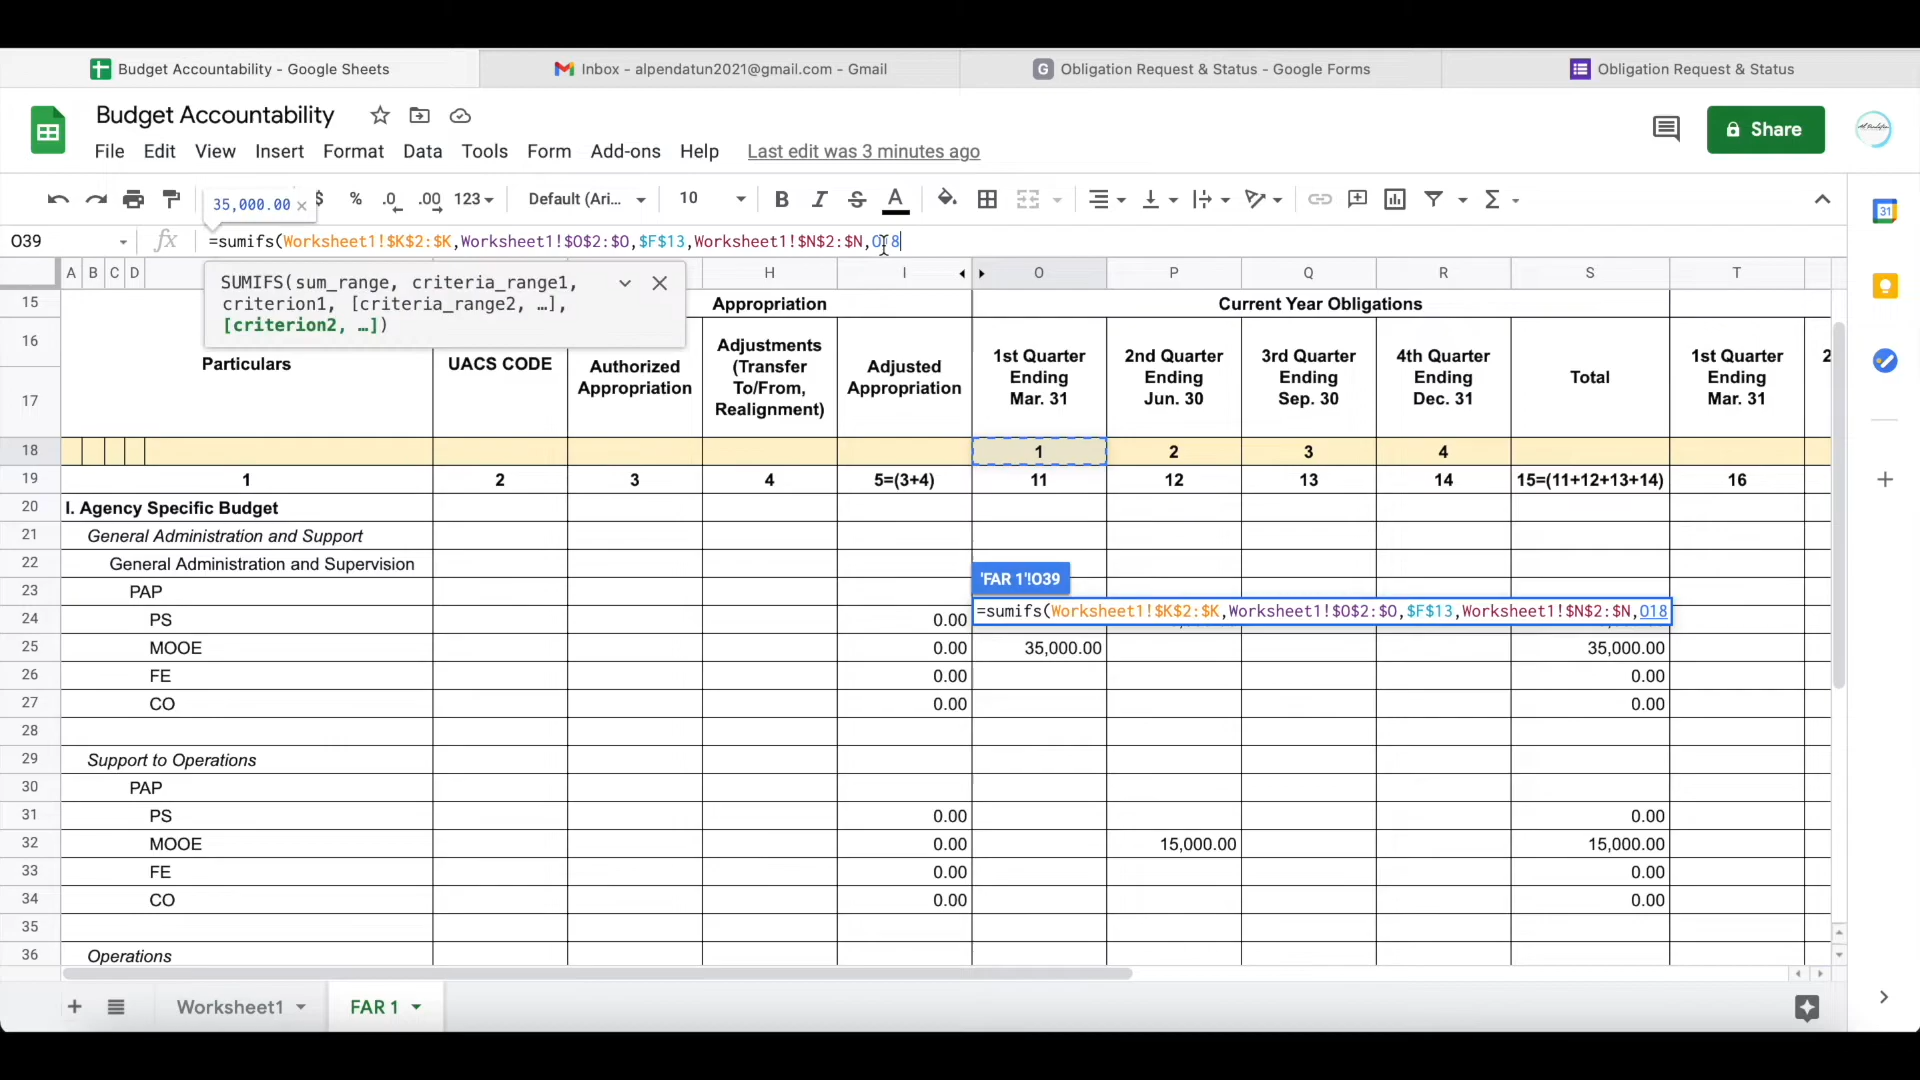 Budget Accountability - Google Sheets
Inbox - alpendatun2021@gmail.com - Gmail
G Obligation Request & Status - Google Forms
Obligation Request & Status
Budget Accountability
Share
File Edit View Insert Format Data Tools Form Add-ons Help Last edit was 3 minutes ago
35,000.00 × $ % .0 .00 123 Default (Ari... 10 B I S A Σ
31
O39 fx =sumifs(Worksheet1!$K$2:$K,Worksheet1!$O$2:$O,$F$13,Worksheet1!$N$2:$N,O18
SUMIFS(sum_range, criteria_range1,
criterion1, [criteria_range2, …],
[criterion2, …])
A B C D H I O P Q R S T
15 Appropriation Current Year Obligations
16
17
Particulars
UACS CODE
Authorized
Appropriation
Adjustments
(Transfer
To/From,
Realignment)
Adjusted
Appropriation
1st Quarter
Ending
Mar. 31
2nd Quarter
Ending
Jun. 30
3rd Quarter
Ending
Sep. 30
4th Quarter
Ending
Dec. 31
Total
1st Quarter
Ending
Mar. 31
2
18 1 2 3 4
19 1 2 3 4 5=(3+4) 11 12 13 14 15=(11+12+13+14) 16
20 I. Agency Specific Budget
21 General Administration and Support
22 General Administration and Supervision
'FAR 1'!O39
23 PAP
=sumifs(Worksheet1!$K$2:$K,Worksheet1!$O$2:$O,$F$13,Worksheet1!$N$2:$N,O18
24 PS 0.00
25 MOOE 0.00 35,000.00 35,000.00
26 FE 0.00 0.00
27 CO 0.00 0.00
28
29 Support to Operations
30 PAP
31 PS 0.00 0.00
32 MOOE 0.00 15,000.00 15,000.00
33 FE 0.00 0.00
34 CO 0.00 0.00
35
36 Operations
Worksheet1 FAR 1